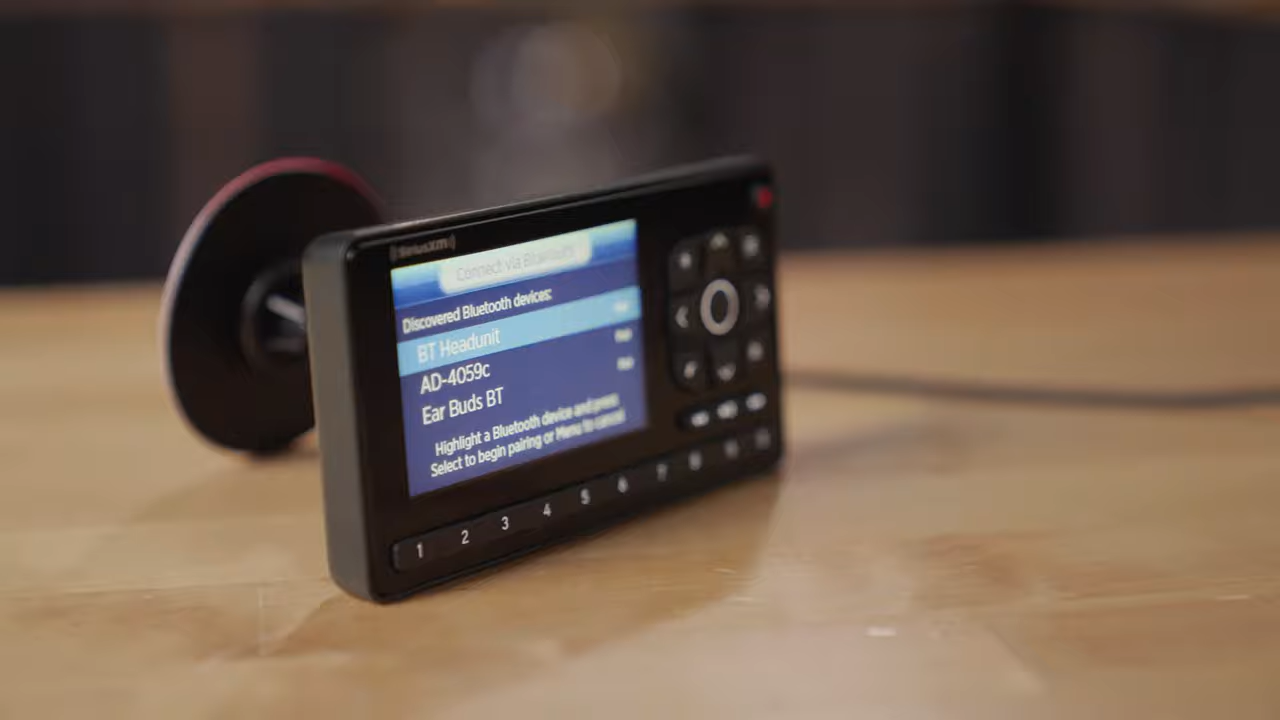 ((SiriusXM))
Connect via Bluetooth
Discovered Bluetooth devices:
BT Headunit
AD-4059c
Ear Buds BT
Highlight a Bluetooth device and press
Select to begin pairing or Menu to cancel
1 2 3 4 5 6 7 8